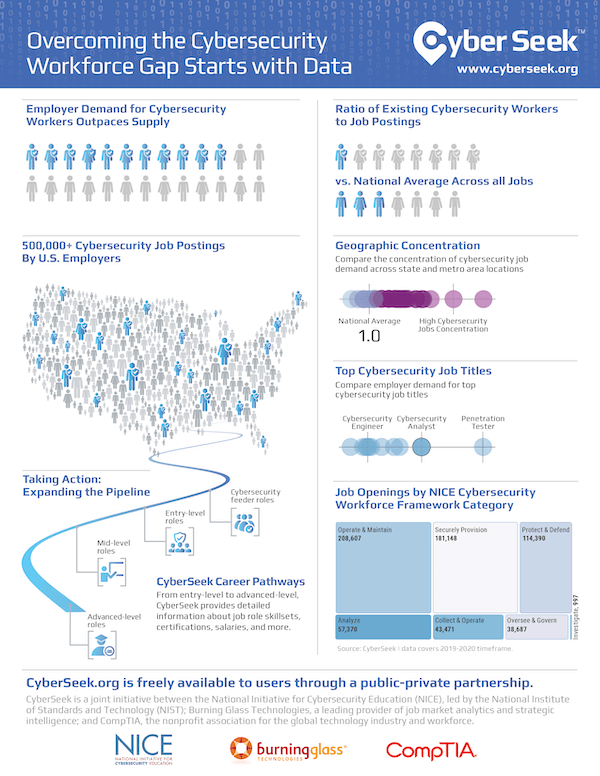 Overcoming the Cybersecurity
Workforce Gap Starts with Data
Cyber Seek™
www.cyberseek.org
Employer Demand for Cybersecurity
Workers Outpaces Supply
Ratio of Existing Cybersecurity Workers
to Job Postings
vs. National Average Across all Jobs
500,000+ Cybersecurity Job Postings
By U.S. Employers
Geographic Concentration
Compare the concentration of cybersecurity job
demand across state and metro area locations
National Average
1.0
High Cybersecurity
Jobs Concentration
Top Cybersecurity Job Titles
Compare employer demand for top
cybersecurity job titles
Cybersecurity
Engineer
Cybersecurity
Analyst
Penetration
Tester
Taking Action:
Expanding the Pipeline
Cybersecurity
feeder roles
Entry-level
roles
Mid-level
roles
Advanced-level
roles
CyberSeek Career Pathways
From entry-level to advanced-level,
CyberSeek provides detailed
information about job role skillsets,
certifications, salaries, and more.
Job Openings by NICE Cybersecurity
Workforce Framework Category
Operate & Maintain
208,607
Securely Provision
181,148
Protect & Defend
114,390
Analyze
57,370
Collect & Operate
43,471
Oversee & Govern
38,687
Investigate, 997
Source: CyberSeek | data covers 2019-2020 timeframe.
CyberSeek.org is freely available to users through a public-private partnership.
CyberSeek is a joint initiative between the National Initiative for Cybersecurity Education (NICE), led by the National Institute
of Standards and Technology (NIST); Burning Glass Technologies, a leading provider of job market analytics and strategic
intelligence; and CompTIA, the nonprofit association for the global technology industry and workforce.
NICE
NATIONAL INITIATIVE FOR
CYBERSECURITY EDUCATION
burningglass®
TECHNOLOGIES
CompTIA.